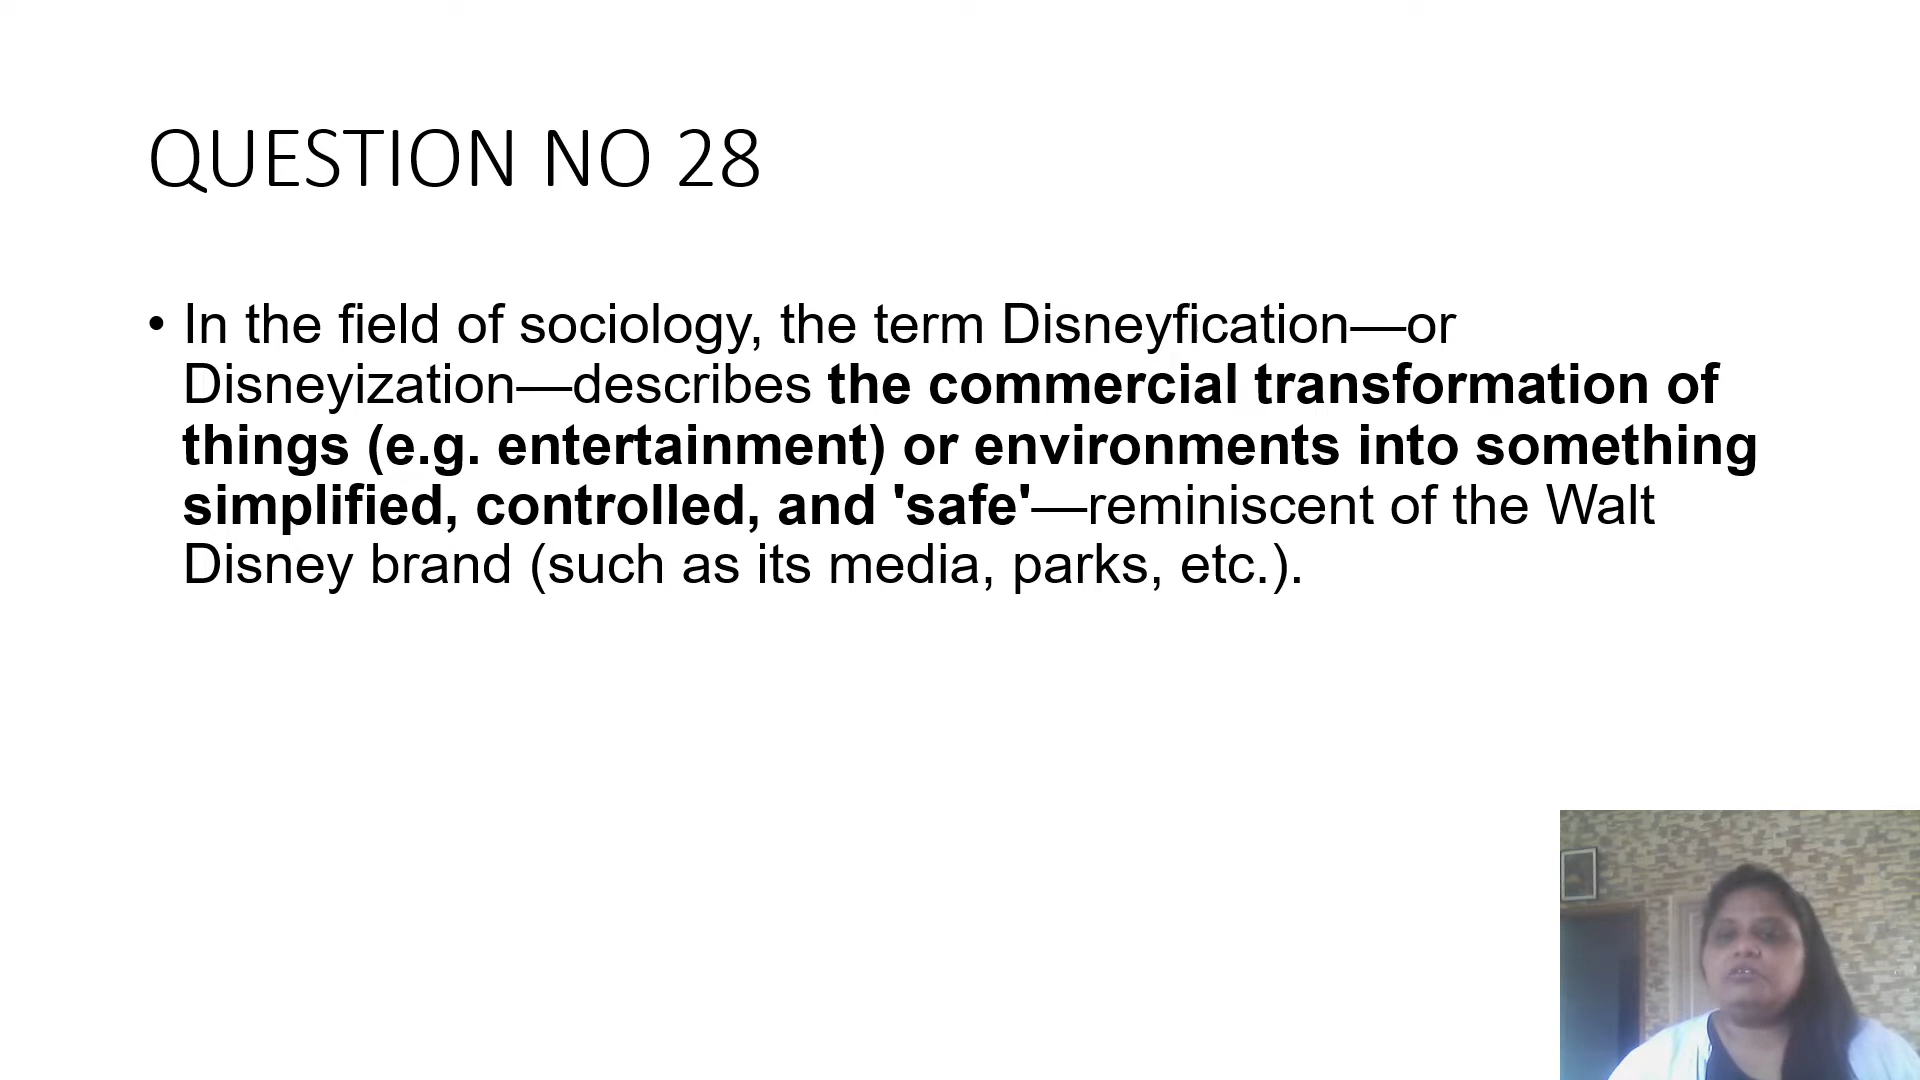 QUESTION NO 28
• In the field of sociology, the term Disneyfication—or
Disneyization—describes the commercial transformation of
things (e.g. entertainment) or environments into something
simplified, controlled, and 'safe'—reminiscent of the Walt
Disney brand (such as its media, parks, etc.).